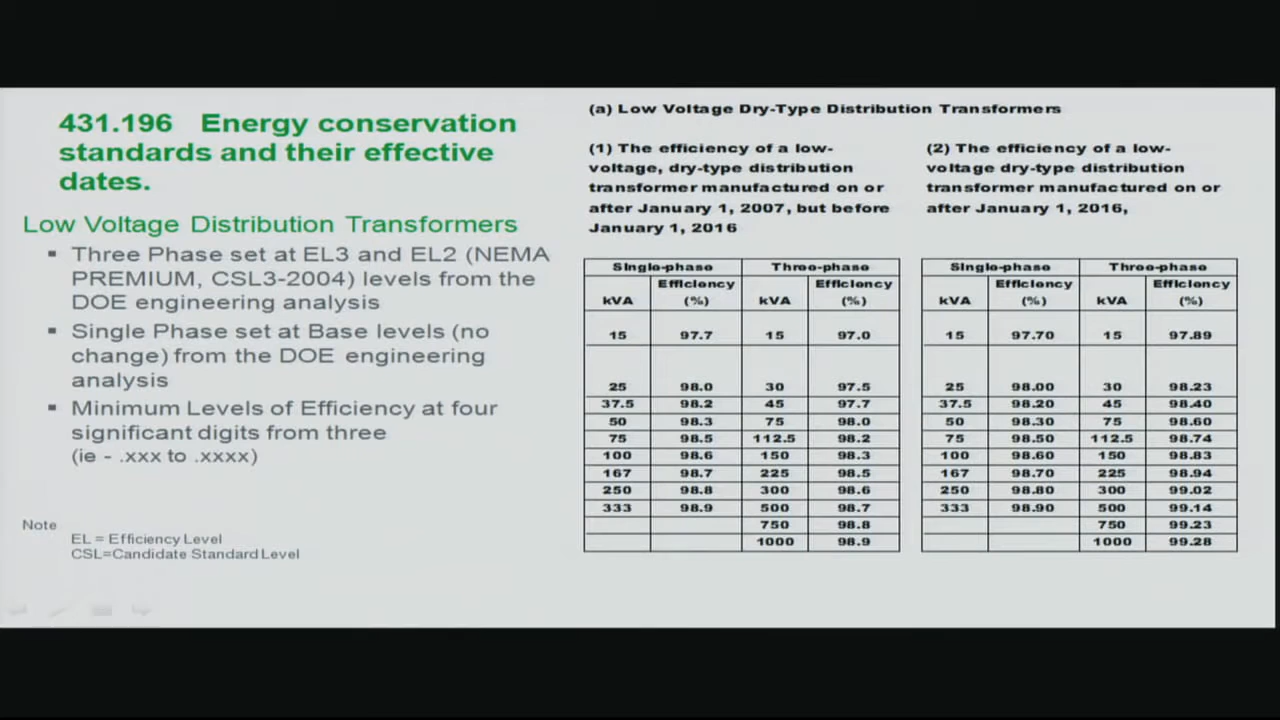 431.196 Energy conservation
standards and their effective
dates.
Low Voltage Distribution Transformers
▪ Three Phase set at EL3 and EL2 (NEMA
PREMIUM, CSL3-2004) levels from the
DOE engineering analysis
▪ Single Phase set at Base levels (no
change) from the DOE engineering
analysis
▪ Minimum Levels of Efficiency at four
significant digits from three
(ie - .xxx to .xxxx)
Note
EL = Efficiency Level
CSL=Candidate Standard Level
(a) Low Voltage Dry-Type Distribution Transformers
(1) The efficiency of a low-
voltage, dry-type distribution
transformer manufactured on or
after January 1, 2007, but before
January 1, 2016
Single-phase Three-phase
Efficiency Efficiency
kVA (%) kVA (%)
15 97.7 15 97.0
25 98.0 30 97.5
37.5 98.2 45 97.7
50 98.3 75 98.0
75 98.5 112.5 98.2
100 98.6 150 98.3
167 98.7 225 98.5
250 98.8 300 98.6
333 98.9 500 98.7
750 98.8
1000 98.9
(2) The efficiency of a low-
voltage dry-type distribution
transformer manufactured on or
after January 1, 2016,
Single-phase Three-phase
Efficiency Efficiency
kVA (%) kVA (%)
15 97.70 15 97.89
25 98.00 30 98.23
37.5 98.20 45 98.40
50 98.30 75 98.60
75 98.50 112.5 98.74
100 98.60 150 98.83
167 98.70 225 98.94
250 98.80 300 99.02
333 98.90 500 99.14
750 99.23
1000 99.28